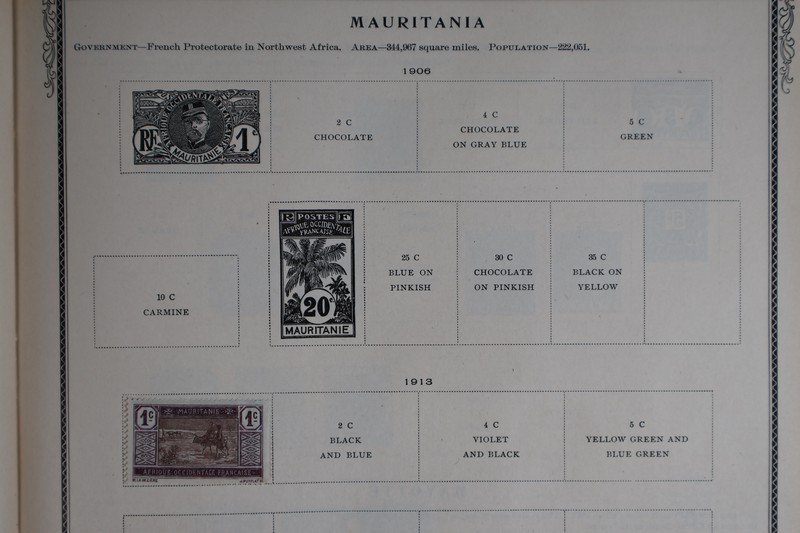 MAURITANIA
GOVERNMENT—French Protectorate in Northwest Africa. AREA—344,967 square miles. POPULATION—222,051.
1906
AFRIQUE OCCIDENTALE FRANÇAISE
RF
1
MAURITANIE
2 C
CHOCOLATE
4 C
CHOCOLATE
ON GRAY BLUE
5 C
GREEN
10 C
CARMINE
POSTES
AFRIQUE OCCIDENTALE
FRANÇAISE
20c
MAURITANIE
25 C
BLUE ON
PINKISH
30 C
CHOCOLATE
ON PINKISH
35 C
BLACK ON
YELLOW
1913
1c
MAURITANIE
1c
AFRIQUE OCCIDENTALE FRANÇAISE
2 C
BLACK
AND BLUE
4 C
VIOLET
AND BLACK
5 C
YELLOW GREEN AND
BLUE GREEN